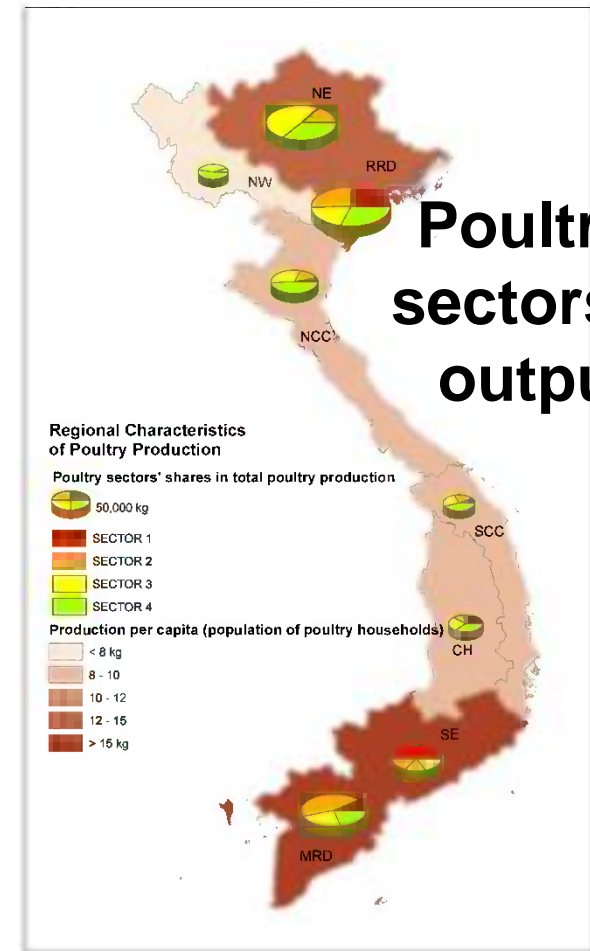 NE
RRD
NW
Poultr
sectors
outpu
NCC
Regional Characteristics
of Poultry Production
Poultry sectors' shares in total poultry production
50,000 kg
SECTOR 1
SECTOR 2
SECTOR 3
SECTOR 4
Production per capita (population of poultry households)
< 8 kg
8 - 10
10 - 12
12 - 15
> 15 kg
SCC
CH
SE
MRD